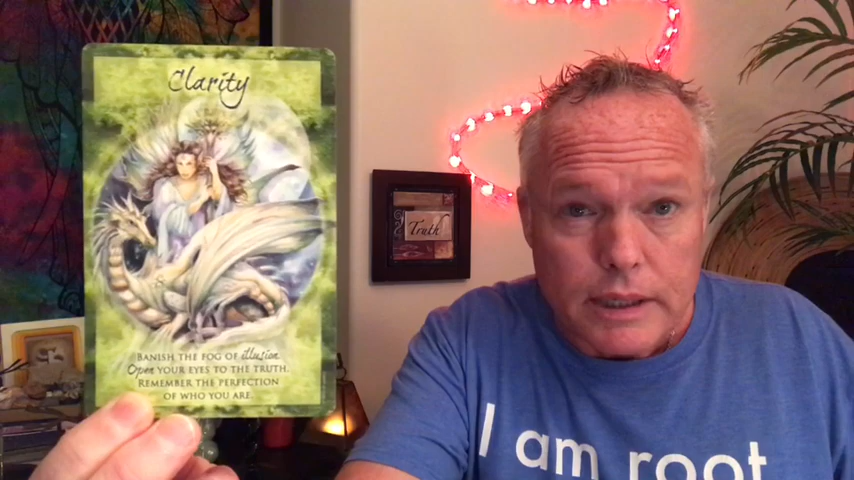 Clarity
BANISH THE FOG OF illusion.
Open YOUR EYES TO THE TRUTH.
REMEMBER THE PERFECTION
OF WHO YOU ARE.
Truth
I am root